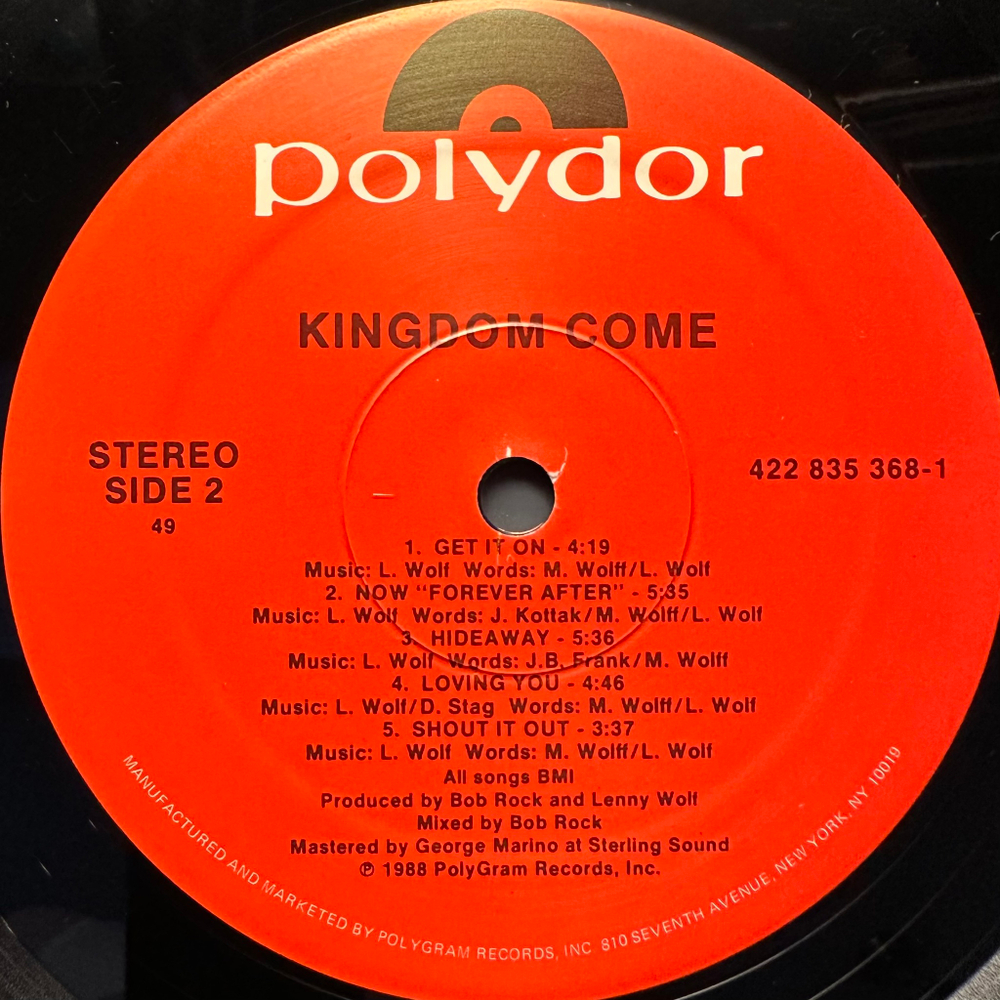 polydor
KINGDOM COME
STEREO
SIDE 2
49
422 835 368-1
1. GET IT ON - 4:19
Music: L. Wolf Words: M. Wolff/L. Wolf
2. NOW "FOREVER AFTER" - 5:35
Music: L. Wolf Words: J. Kottak/M. Wolff/L. Wolf
3. HIDEAWAY - 5:36
Music: L. Wolf Words: J.B. Frank/M. Wolff
4. LOVING YOU - 4:46
Music: L. Wolf/D. Stag Words: M. Wolff/L. Wolf
5. SHOUT IT OUT - 3:37
Music: L. Wolf Words: M. Wolff/L. Wolf
All songs BMI
Produced by Bob Rock and Lenny Wolf
Mixed by Bob Rock
Mastered by George Marino at Sterling Sound
℗ 1988 PolyGram Records, Inc.
MANUFACTURED AND MARKETED BY POLYGRAM RECORDS, INC 810 SEVENTH AVENUE, NEW YORK, NY 10019